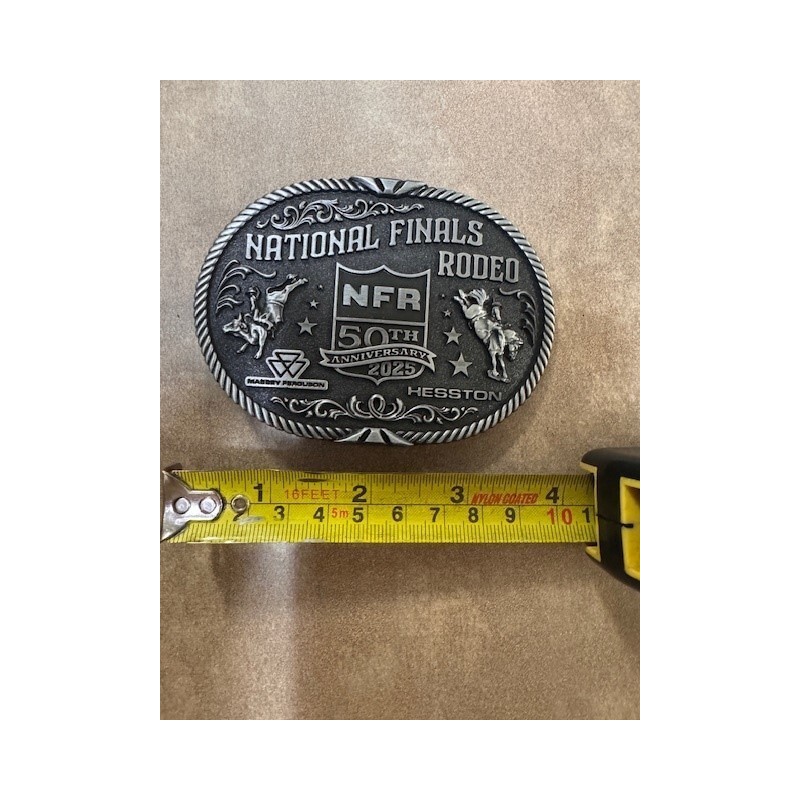 NATIONAL FINALS
RODEO
NFR
50TH
ANNIVERSARY
2025
MASSEY FERGUSON
HESSTON
1 16FEET 2 3 NYLON COATED 4
2 3 4 5m 5 6 7 8 9 10 1